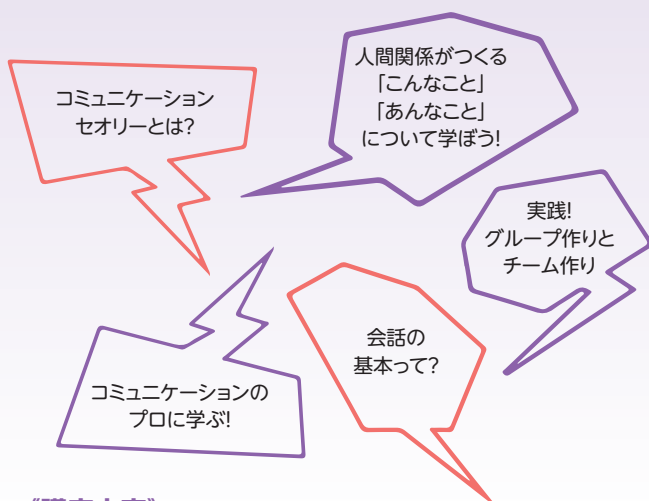 人間関係がつくる
「こんなこと」
「あんなこと」
について学ぼう!
コミュニケーション
セオリーとは?
実践!
グループ作りと
チーム作り
会話の
基本って?
コミュニケーションの
プロに学ぶ!